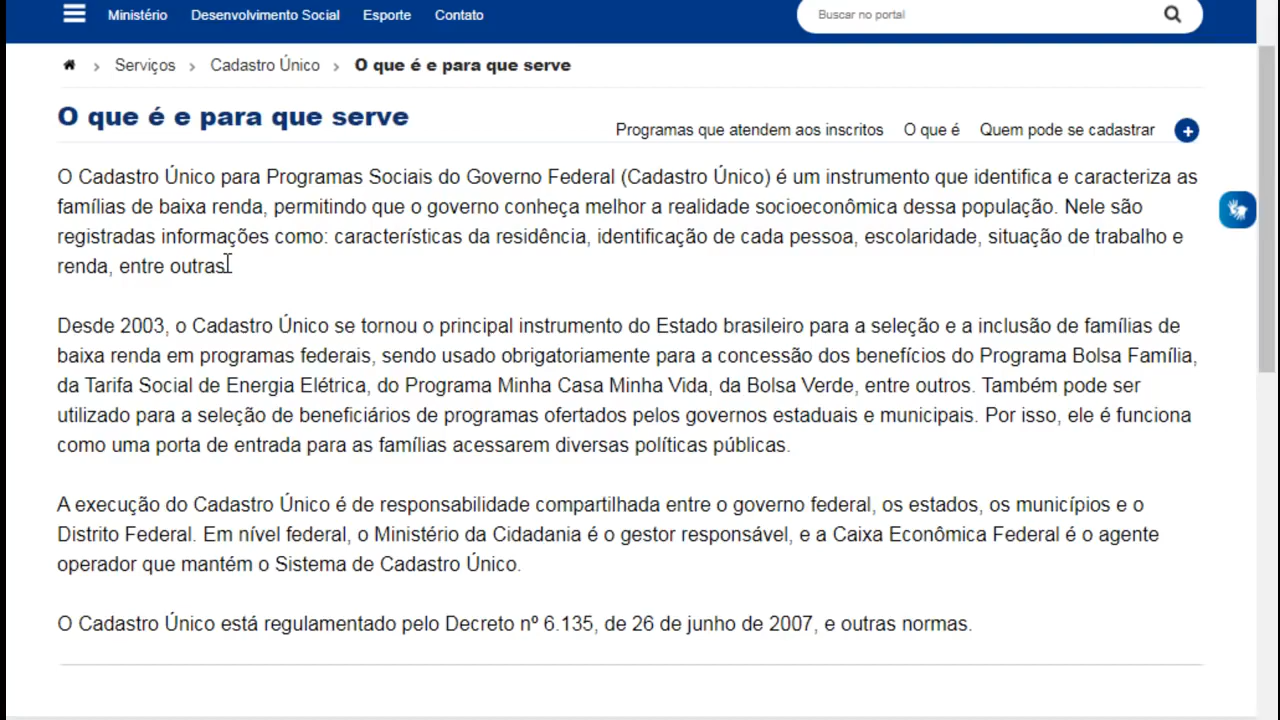 Ministério Desenvolvimento Social Esporte Contato Buscar no portal
Serviços Cadastro Único O que é e para que serve
O que é e para que serve
Programas que atendem aos inscritos O que é Quem pode se cadastrar
O Cadastro Único para Programas Sociais do Governo Federal (Cadastro Único) é um instrumento que identifica e caracteriza as
famílias de baixa renda, permitindo que o governo conheça melhor a realidade socioeconômica dessa população. Nele são
registradas informações como: características da residência, identificação de cada pessoa, escolaridade, situação de trabalho e
renda, entre outras.
Desde 2003, o Cadastro Único se tornou o principal instrumento do Estado brasileiro para a seleção e a inclusão de famílias de
baixa renda em programas federais, sendo usado obrigatoriamente para a concessão dos benefícios do Programa Bolsa Família,
da Tarifa Social de Energia Elétrica, do Programa Minha Casa Minha Vida, da Bolsa Verde, entre outros. Também pode ser
utilizado para a seleção de beneficiários de programas ofertados pelos governos estaduais e municipais. Por isso, ele é funciona
como uma porta de entrada para as famílias acessarem diversas políticas públicas.
A execução do Cadastro Único é de responsabilidade compartilhada entre o governo federal, os estados, os municípios e o
Distrito Federal. Em nível federal, o Ministério da Cidadania é o gestor responsável, e a Caixa Econômica Federal é o agente
operador que mantém o Sistema de Cadastro Único.
O Cadastro Único está regulamentado pelo Decreto nº 6.135, de 26 de junho de 2007, e outras normas.